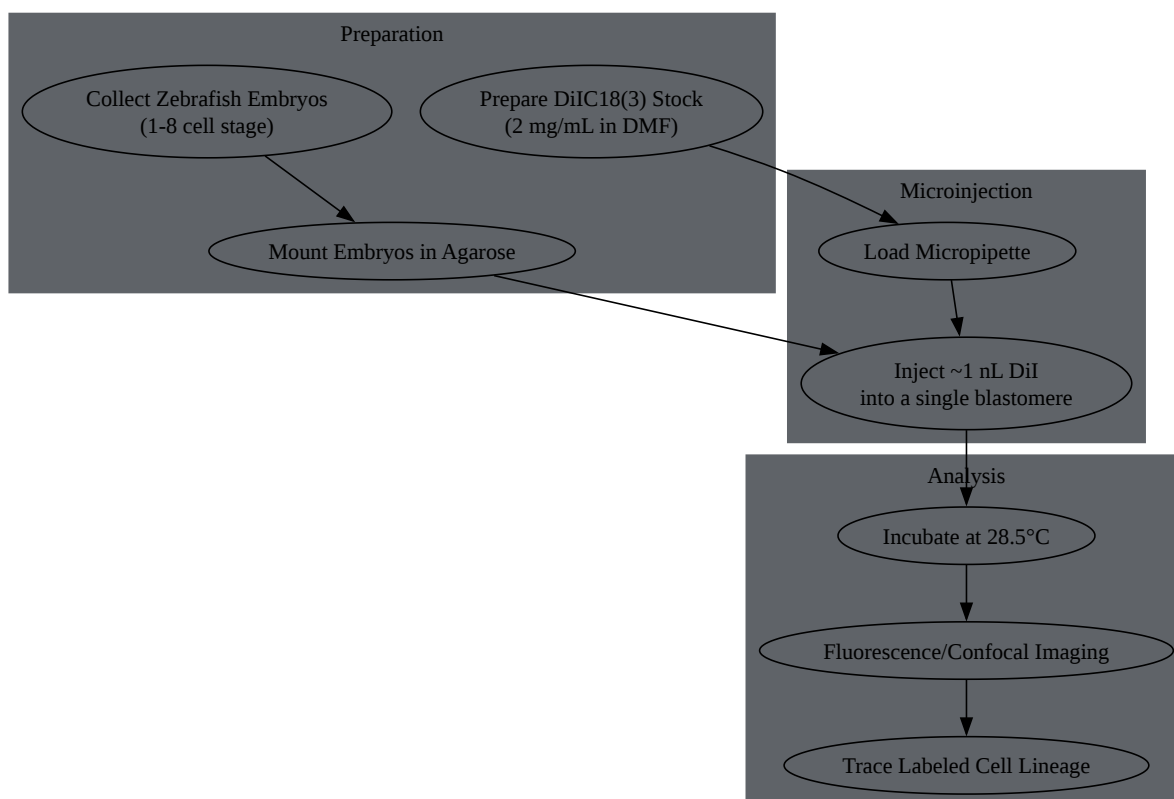 Preparation
Collect Zebrafish Embryos
(1-8 cell stage)
Prepare DiIC18(3) Stock
(2 mg/mL in DMF)
Mount Embryos in Agarose
Microinjection
Load Micropipette
Inject ~1 nL DiI
into a single blastomere
Analysis
Incubate at 28.5°C
Fluorescence/Confocal Imaging
Trace Labeled Cell Lineage